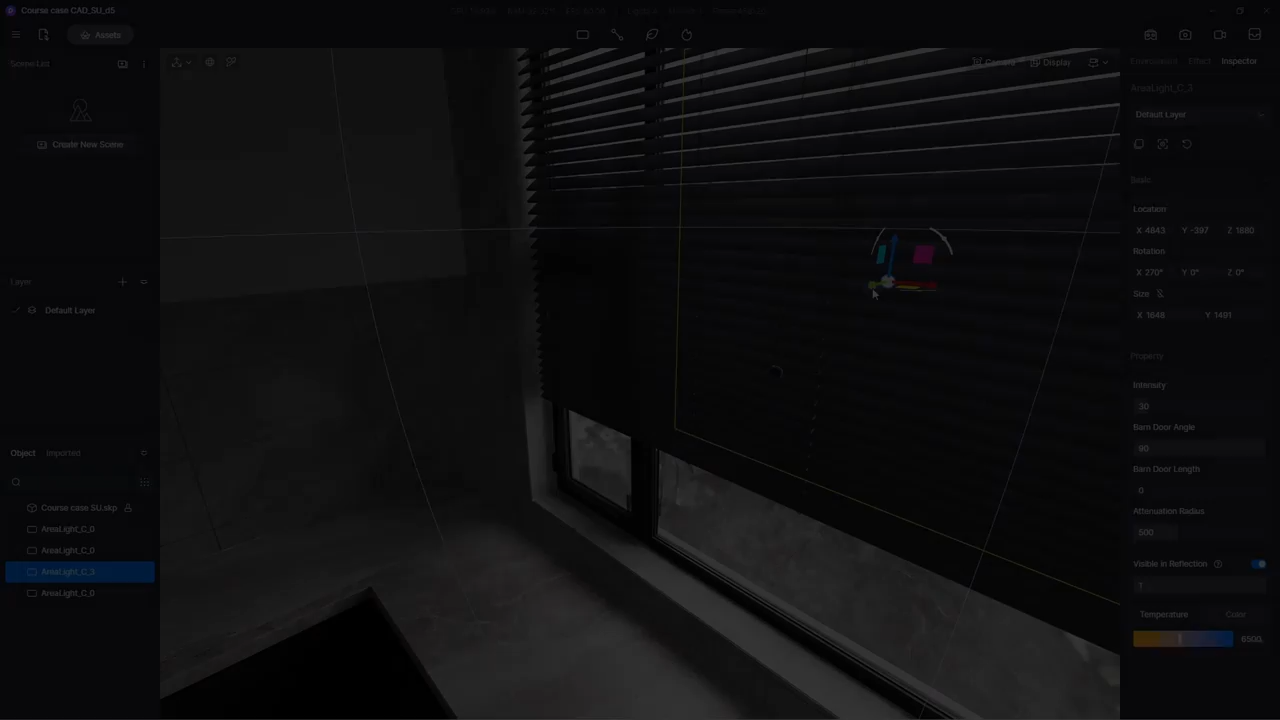 Course case CAD_SU_d5
Assets
Scene List
Create New Scene
Layer
Default Layer
Object Imported
Course case SU.skp
AreaLight_C_0
AreaLight_C_0
AreaLight_C_3
AreaLight_C_0
Camera Display
Environment Effect Inspector
AreaLight_C_3
Default Layer
Basic
Location
X 4843 Y -397 Z 1880
Rotation
X 270° Y 0° Z 0°
Size
X 1648 Y 1491
Property
Intensity
30
Barn Door Angle
90
Barn Door Length
0
Attenuation Radius
500
Visible in Reflection
1
Temperature Color
6500